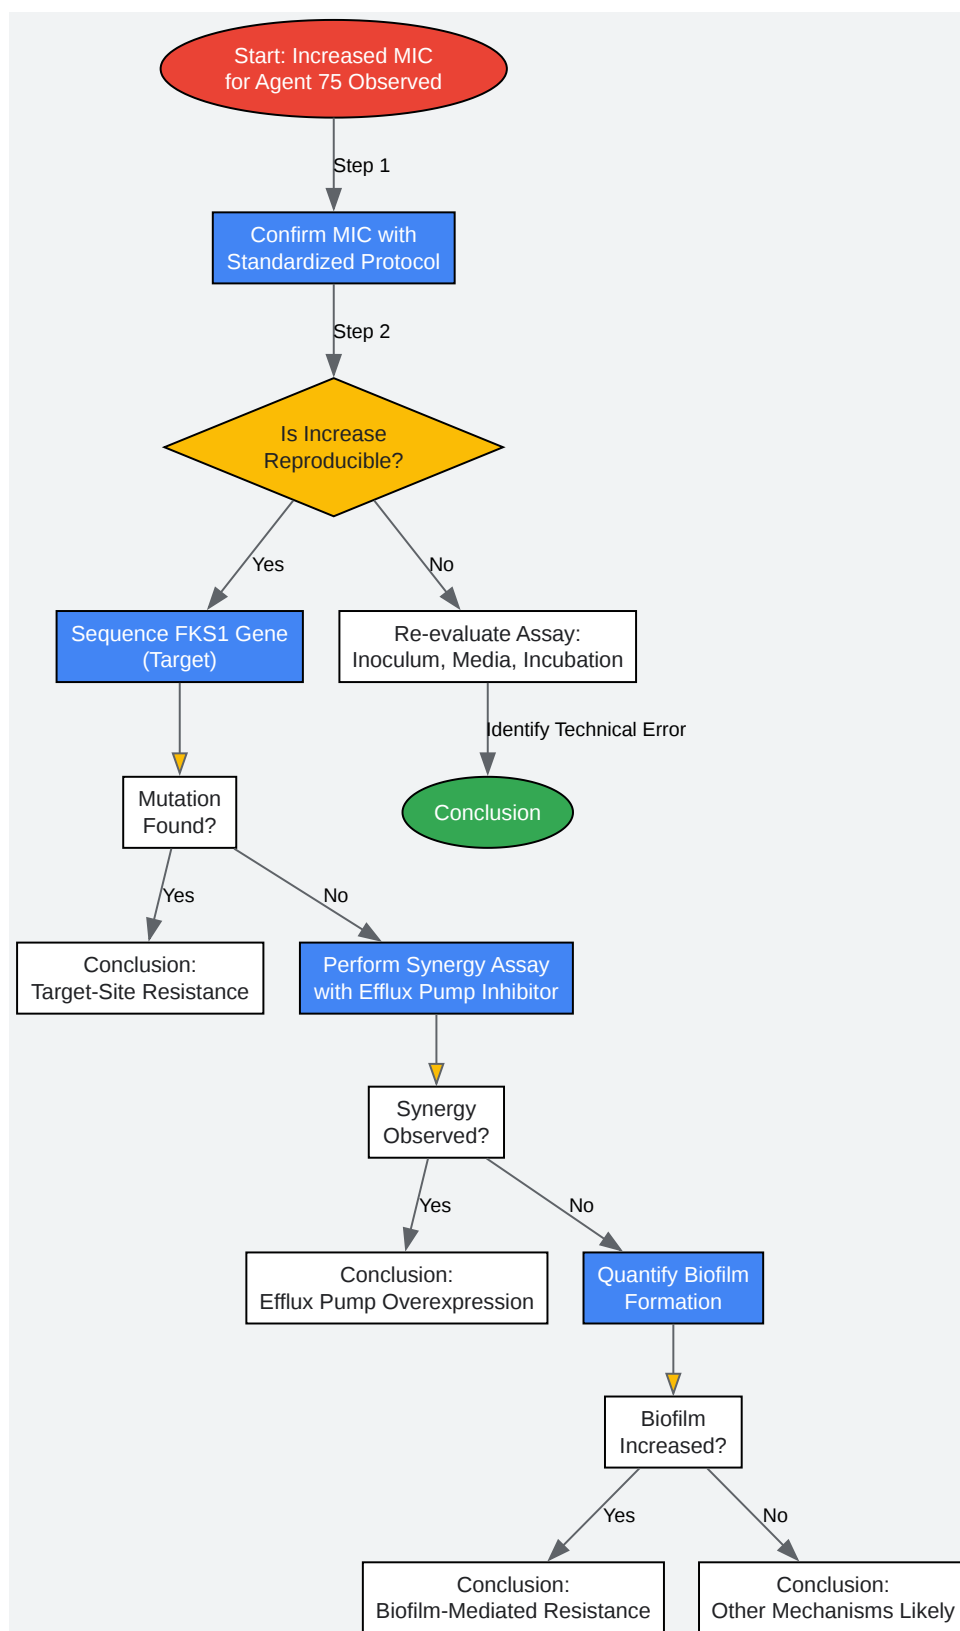 Start: Increased MIC
for Agent 75 Observed
Step 1
Confirm MIC with
Standardized Protocol
Step 2
Is Increase
Reproducible?
Yes
No
Sequence FKS1 Gene
(Target)
Re-evaluate Assay:
Inoculum, Media, Incubation
Identify Technical Error
Mutation
Found?
Conclusion
Yes
No
Conclusion:
Target-Site Resistance
Perform Synergy Assay
with Efflux Pump Inhibitor
Synergy
Observed?
Yes
No
Conclusion:
Efflux Pump Overexpression
Quantify Biofilm
Formation
Biofilm
Increased?
Yes
No
Conclusion:
Biofilm-Mediated Resistance
Conclusion:
Other Mechanisms Likely